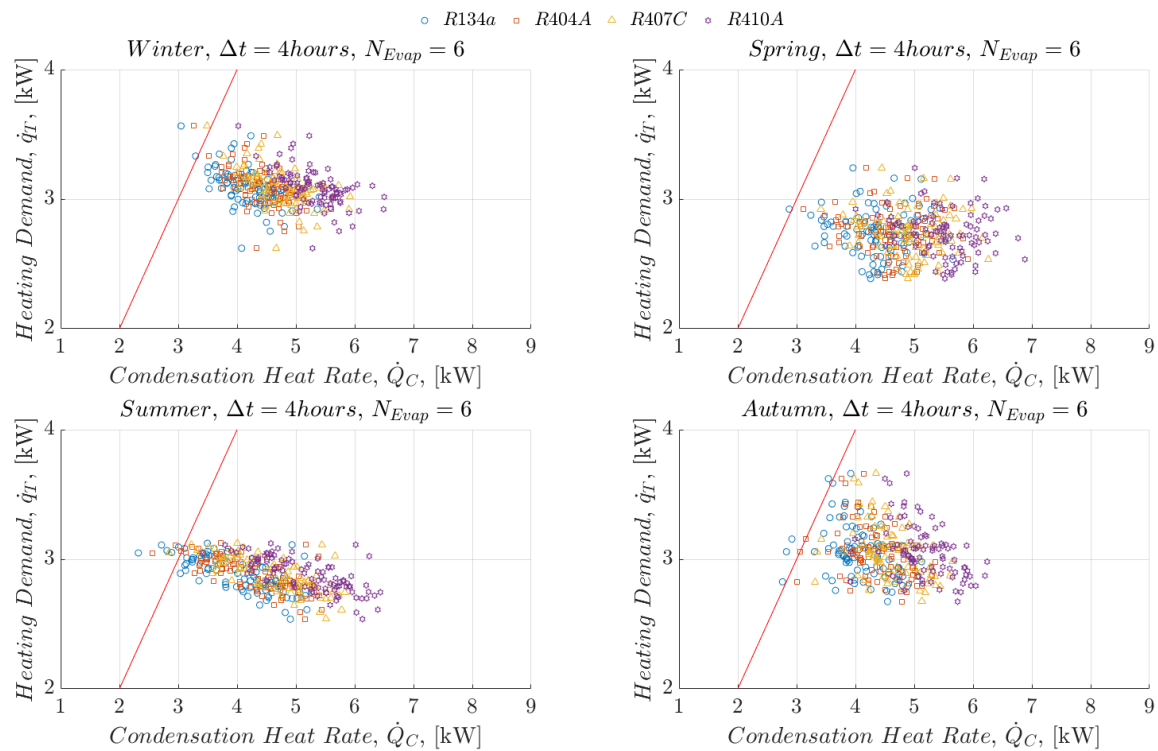 R134a R404A R407C R410A
Winter, Δt = 4hours, N_Evap = 6
Heating Demand, q̇_T, [kW]
4
3
2
1 2 3 4 5 6 7 8 9
Condensation Heat Rate, Q̇_C, [kW]
Spring, Δt = 4hours, N_Evap = 6
Heating Demand, q̇_T, [kW]
4
3
2
1 2 3 4 5 6 7 8 9
Condensation Heat Rate, Q̇_C, [kW]
Summer, Δt = 4hours, N_Evap = 6
Heating Demand, q̇_T, [kW]
4
3
2
1 2 3 4 5 6 7 8 9
Condensation Heat Rate, Q̇_C, [kW]
Autumn, Δt = 4hours, N_Evap = 6
Heating Demand, q̇_T, [kW]
4
3
2
1 2 3 4 5 6 7 8 9
Condensation Heat Rate, Q̇_C, [kW]